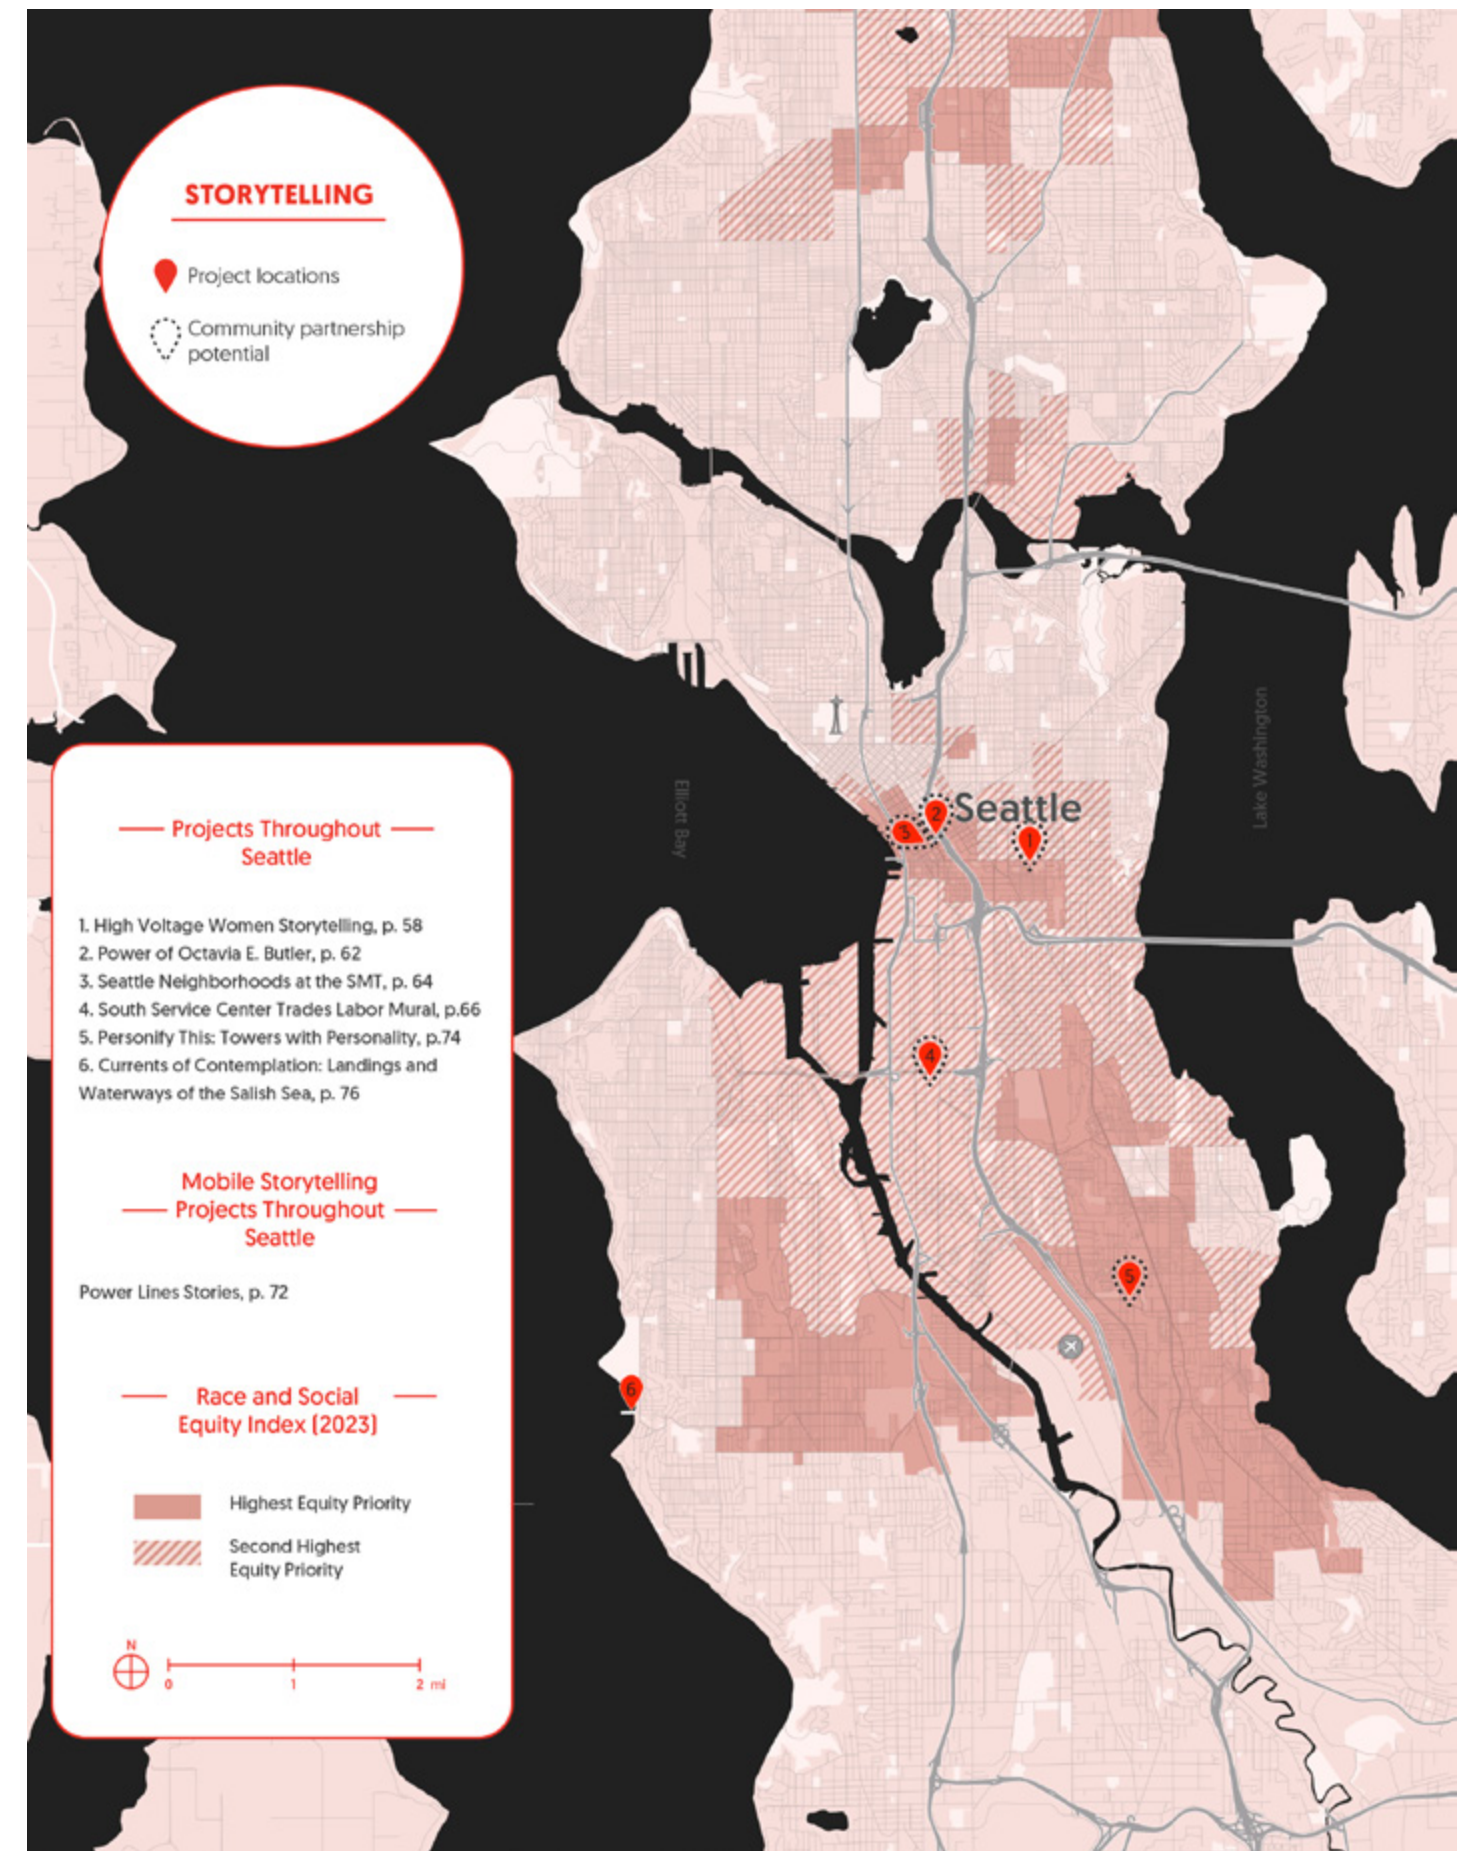 STORYTELLING
Project locations
Community partnership
potential
Seattle
1
2
3
4
5
6
Elliott Bay
Lake Washington
Projects Throughout
Seattle
1. High Voltage Women Storytelling, p. 58
2. Power of Octavia E. Butler, p. 62
3. Seattle Neighborhoods at the SMT, p. 64
4. South Service Center Trades Labor Mural, p.66
5. Personify This: Towers with Personality, p.74
6. Currents of Contemplation: Landings and
Waterways of the Salish Sea, p. 76
Mobile Storytelling
Projects Throughout
Seattle
Power Lines Stories, p. 72
Race and Social
Equity Index (2023)
Highest Equity Priority
Second Highest
Equity Priority
N
0 1 2 mi